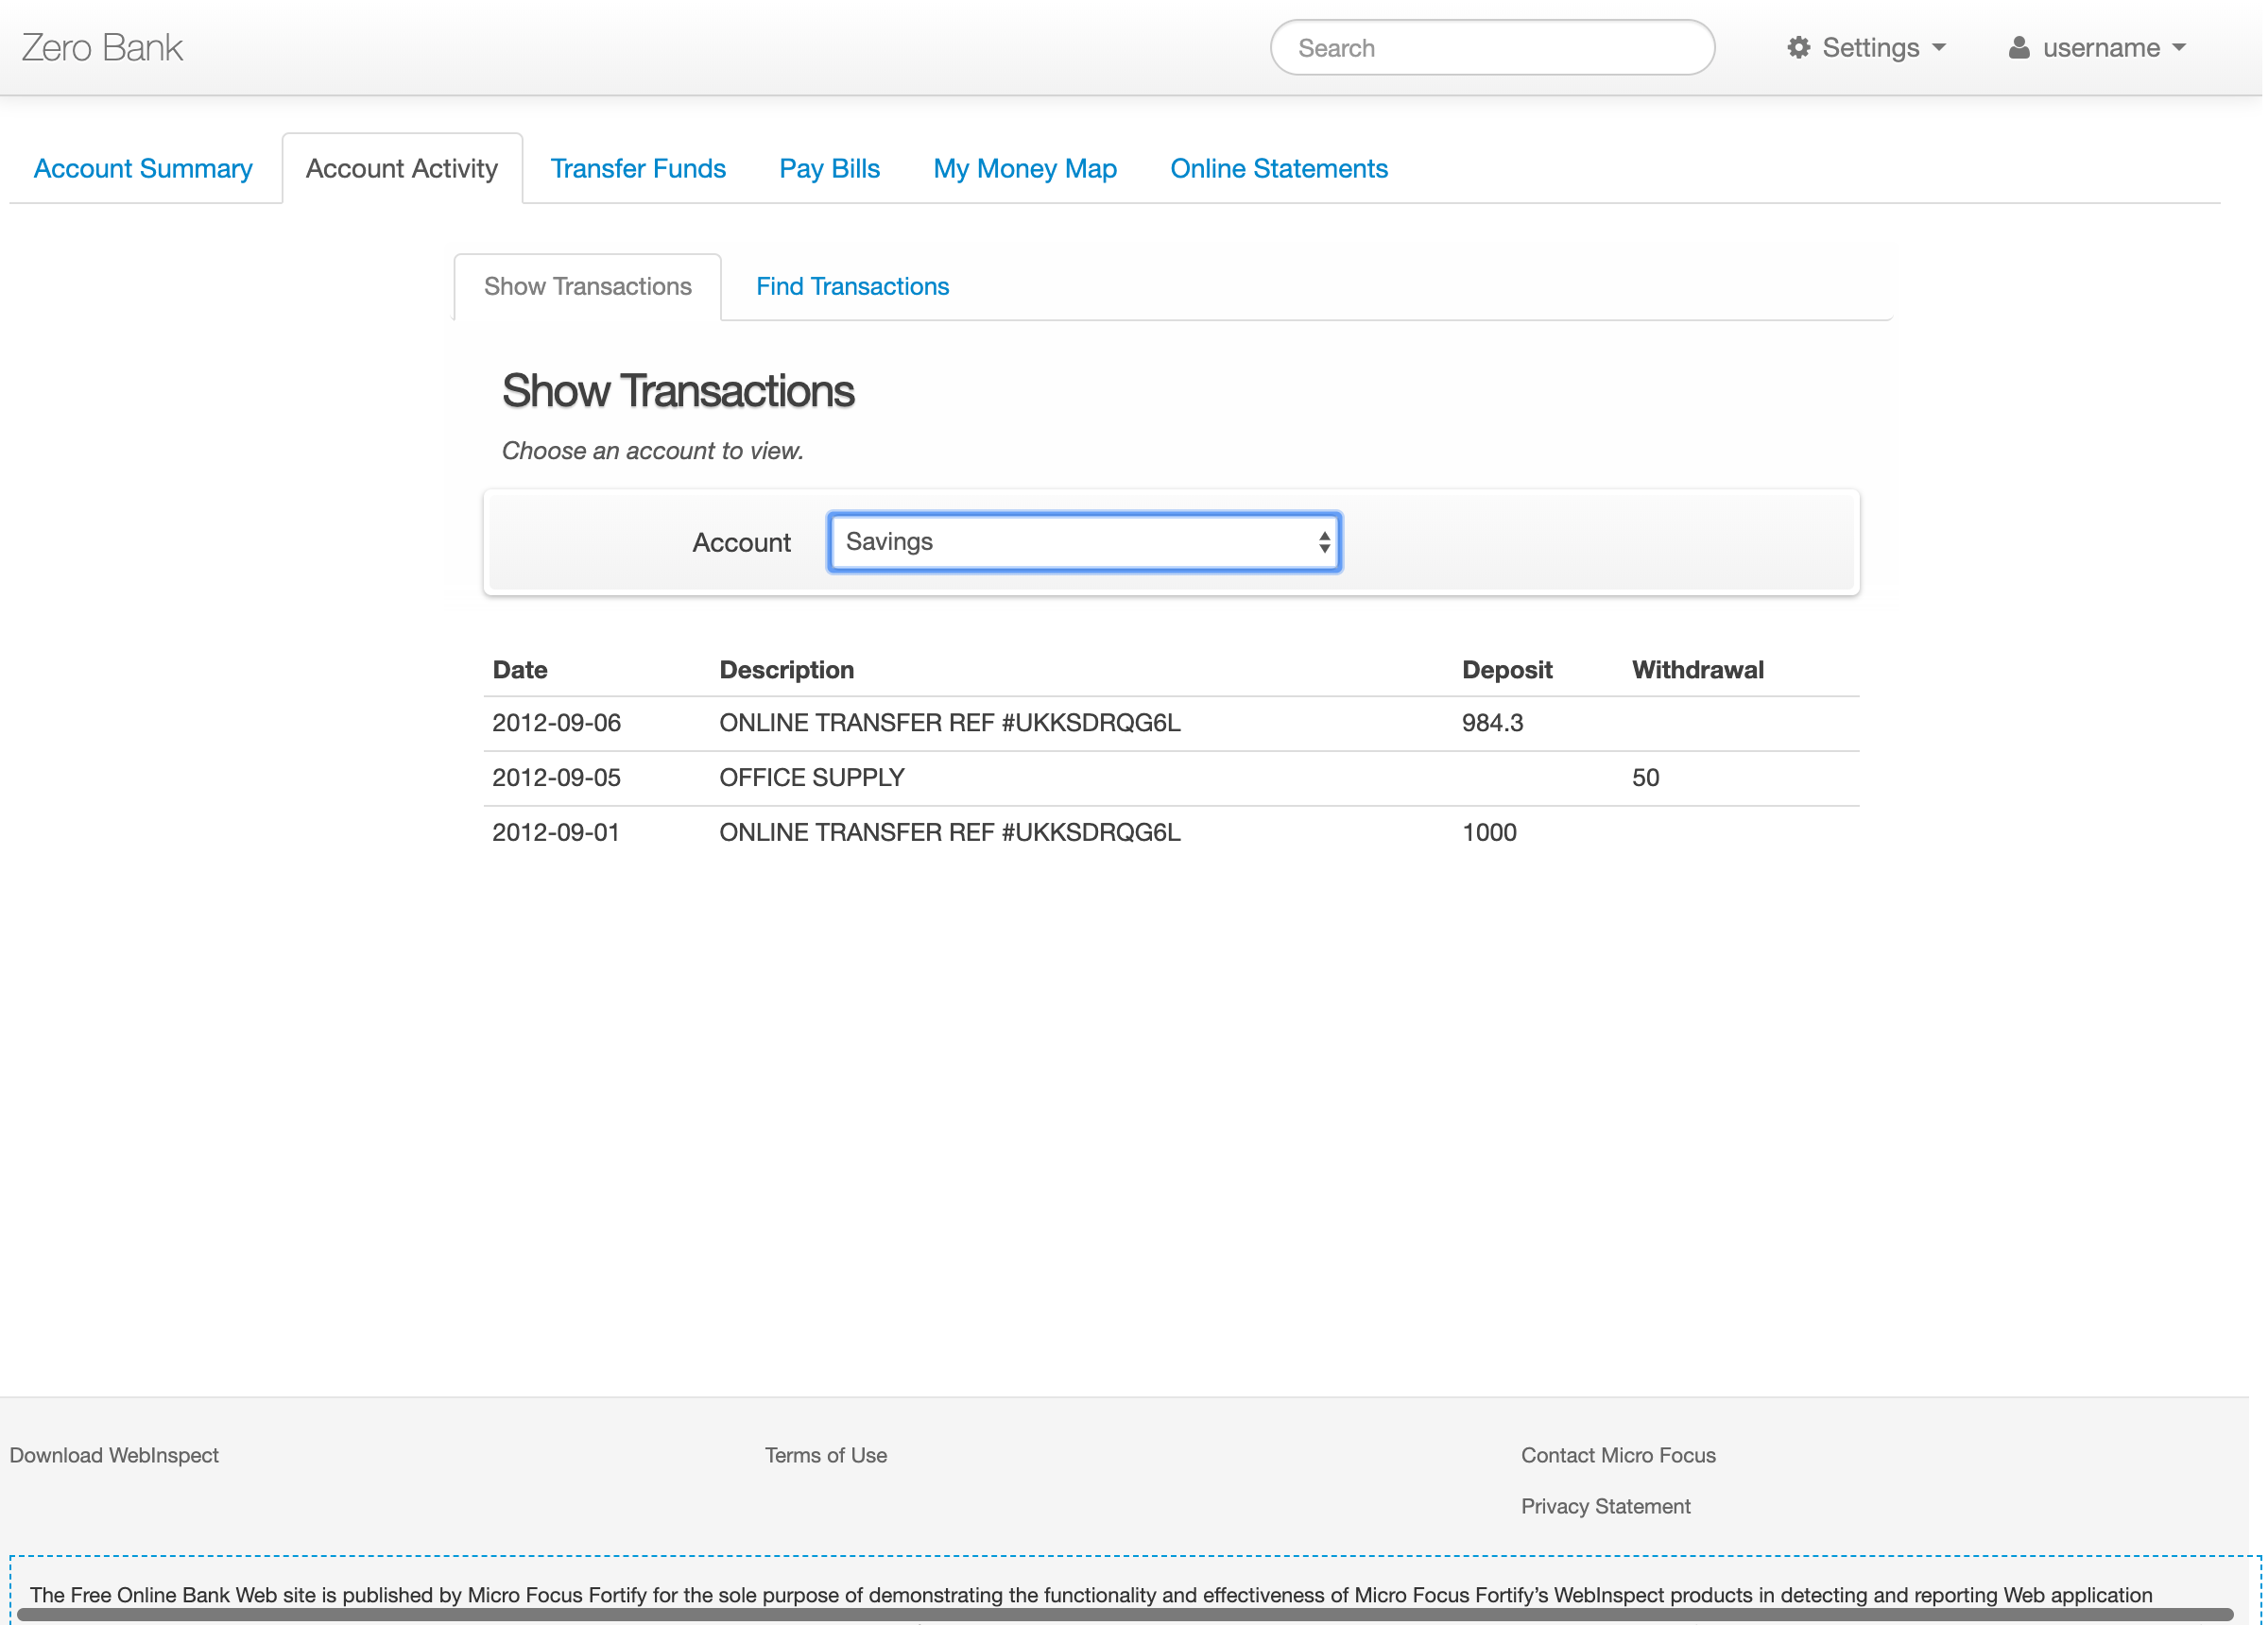 Zero Bank
Search
Settings
username
Account Summary
Account Activity
Transfer Funds
Pay Bills
My Money Map
Online Statements
Show Transactions
Find Transactions
Show Transactions
Choose an account to view.
Account
Savings
Date Description Deposit Withdrawal
2012-09-06 ONLINE TRANSFER REF #UKKSDRQG6L 984.3
2012-09-05 OFFICE SUPPLY 50
2012-09-01 ONLINE TRANSFER REF #UKKSDRQG6L 1000
Download WebInspect
Terms of Use
Contact Micro Focus
Privacy Statement
The Free Online Bank Web site is published by Micro Focus Fortify for the sole purpose of demonstrating the functionality and effectiveness of Micro Focus Fortify’s WebInspect products in detecting and reporting Web application